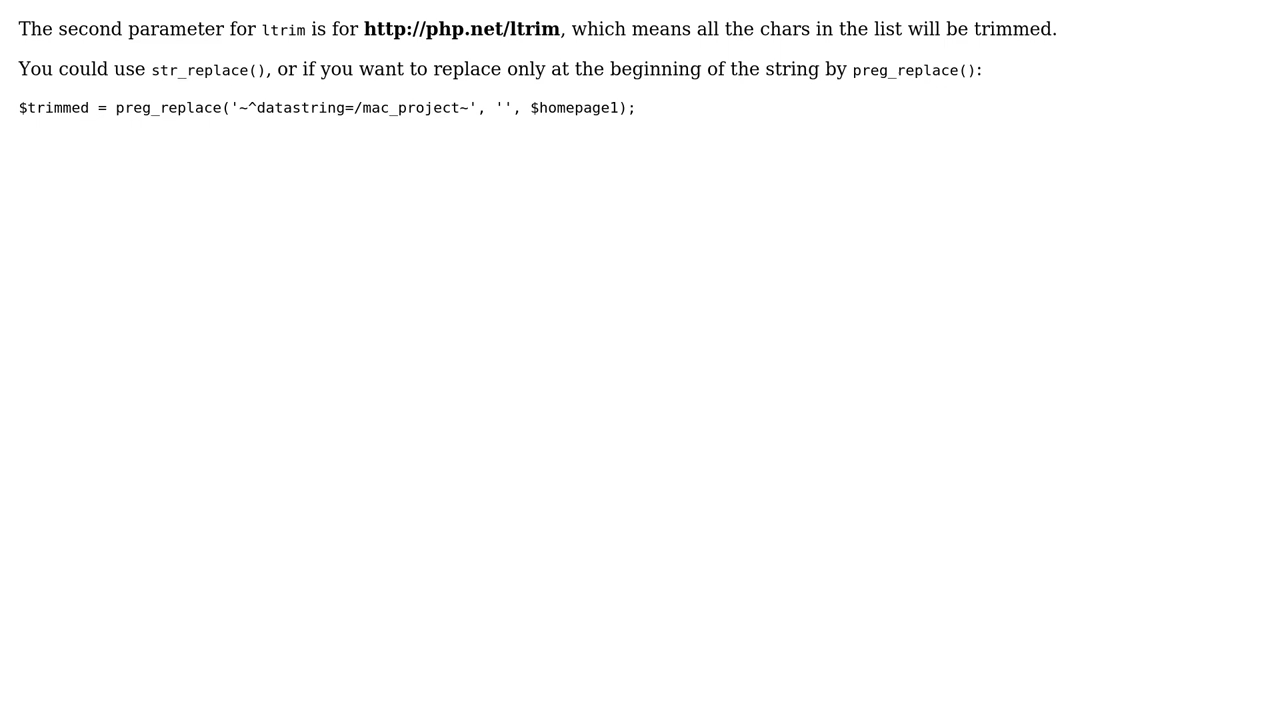 The second parameter for ltrim is for http://php.net/ltrim, which means all the chars in the list will be trimmed.
You could use str_replace(), or if you want to replace only at the beginning of the string by preg_replace():
$trimmed = preg_replace('~^datastring=/mac_project~', '', $homepage1);